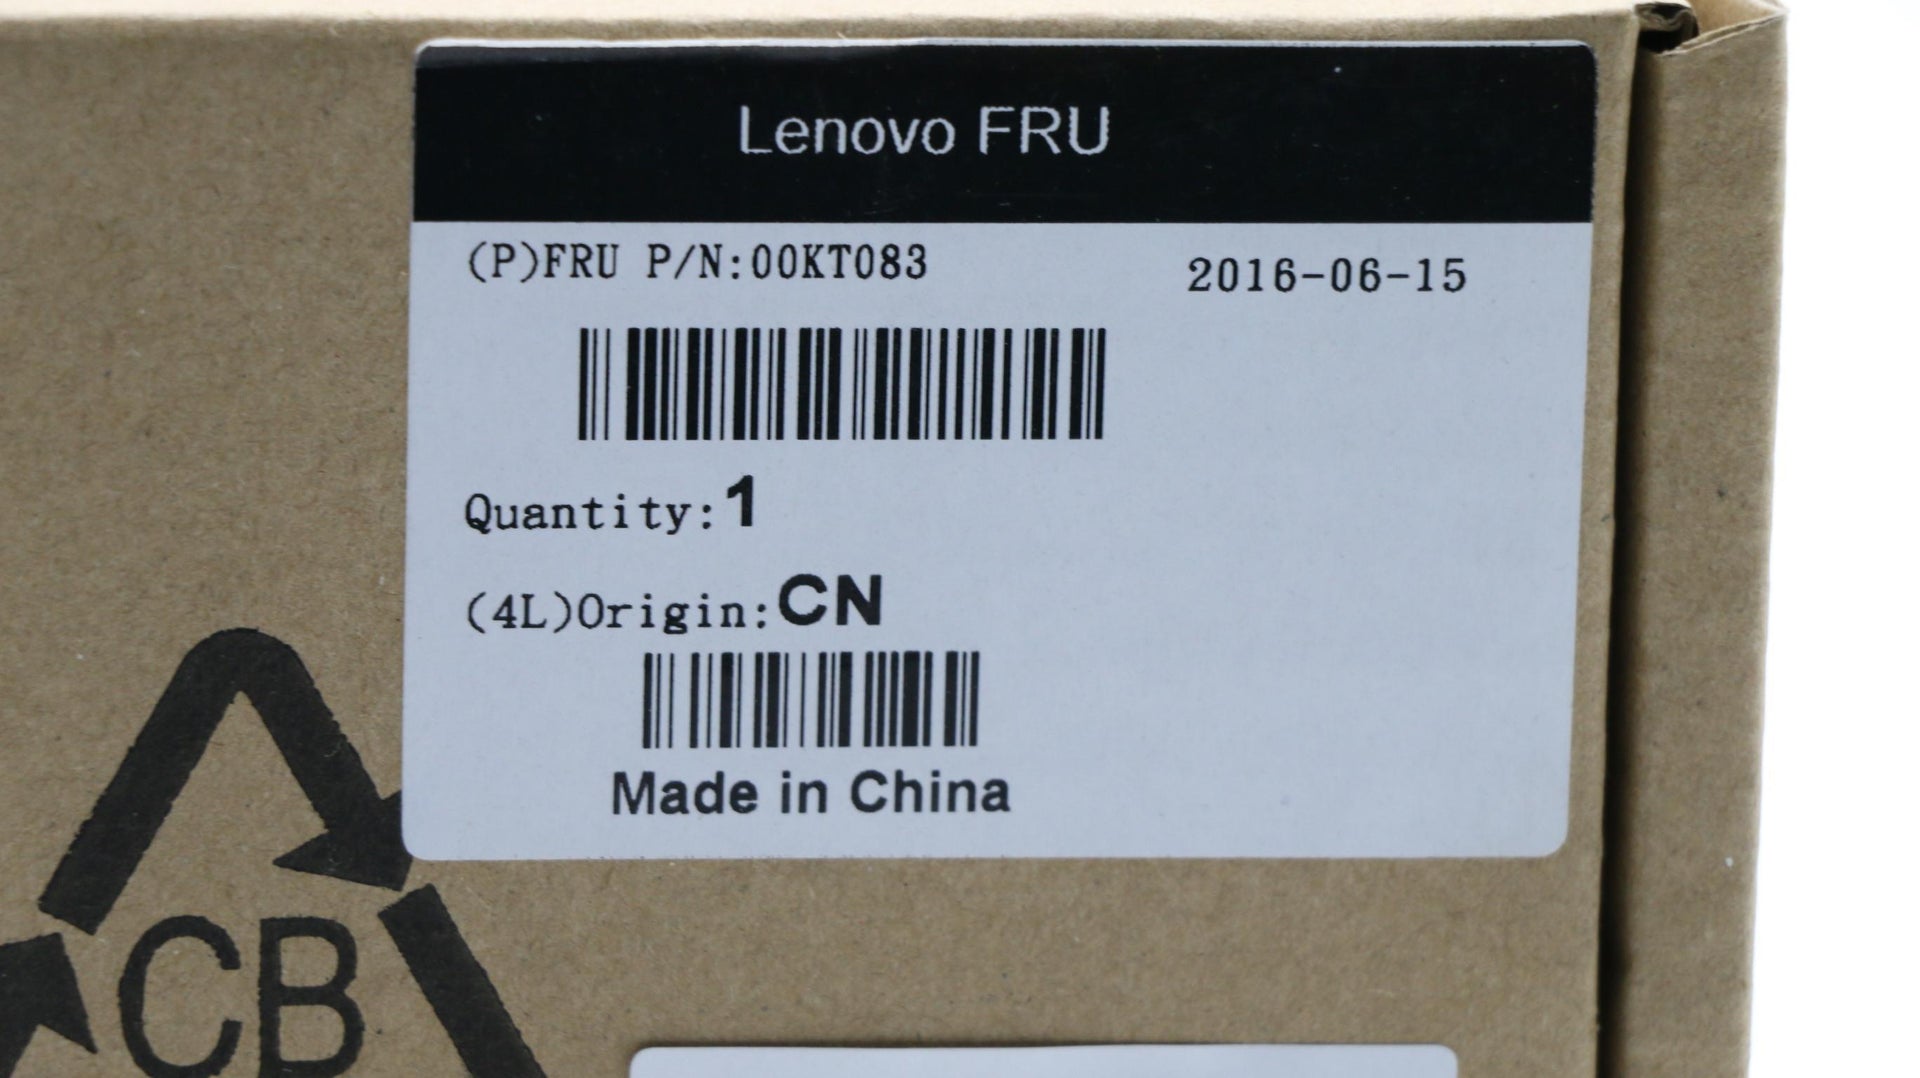 Lenovo FRU
(P)FRU P/N:00KT083
2016-06-15
Quantity:1
(4L)Origin:CN
Made in China
CB